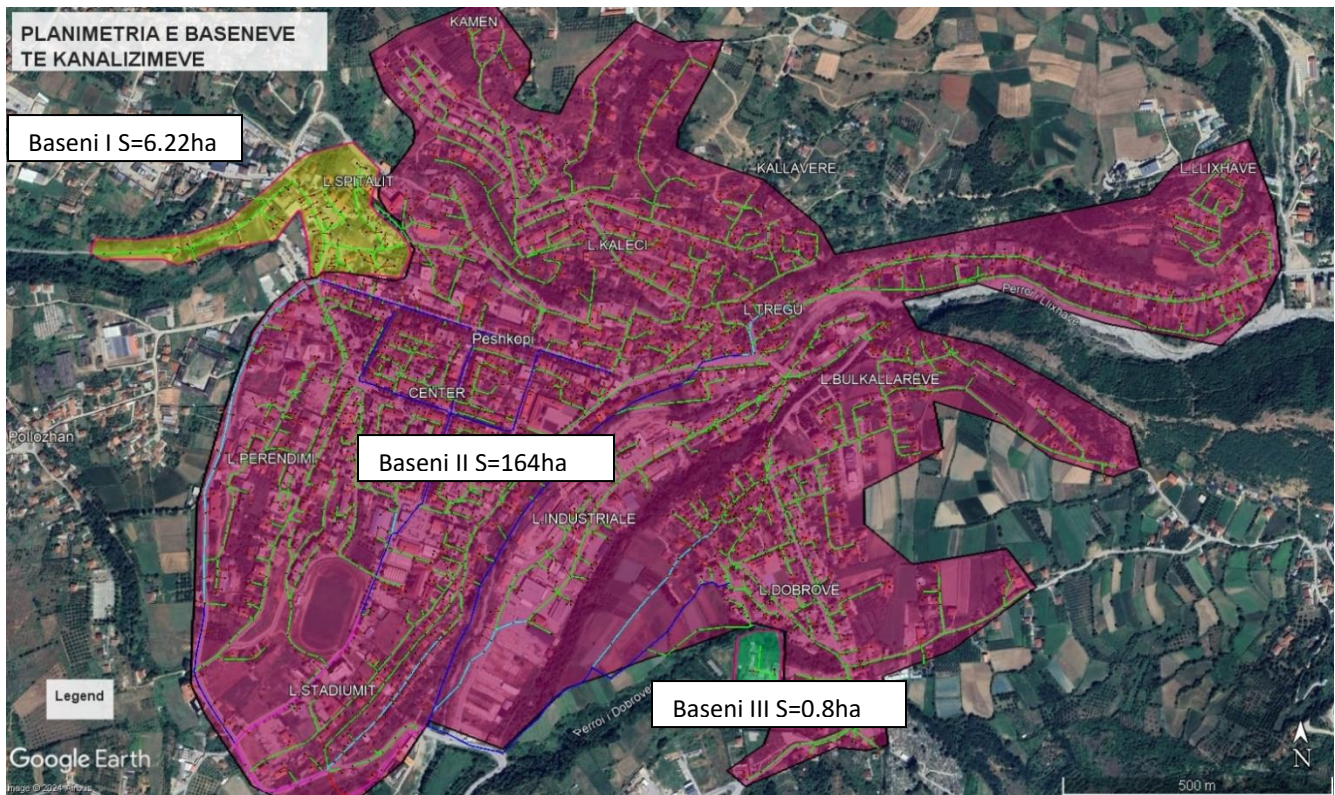 PLANIMETRIA E BASENEVE
TE KANALIZIMEVE
KAMEN
Baseni I S=6.22ha
L.SPITALIT
KALLAVERE
L.LLIXHAVE
L.KALECI
Perroi i Llixhave
L.TREGU
Peshkopi
L.BULKALLAREVE
CENTER
Pollozhan
L.PERENDIMI
Baseni II S=164ha
L.INDUSTRIALE
L.DOBROVE
Legend
L.STADIUMIT
Perroi i Dobroves
Baseni III S=0.8ha
Google Earth
Image © 2024 Airbus
N
500 m